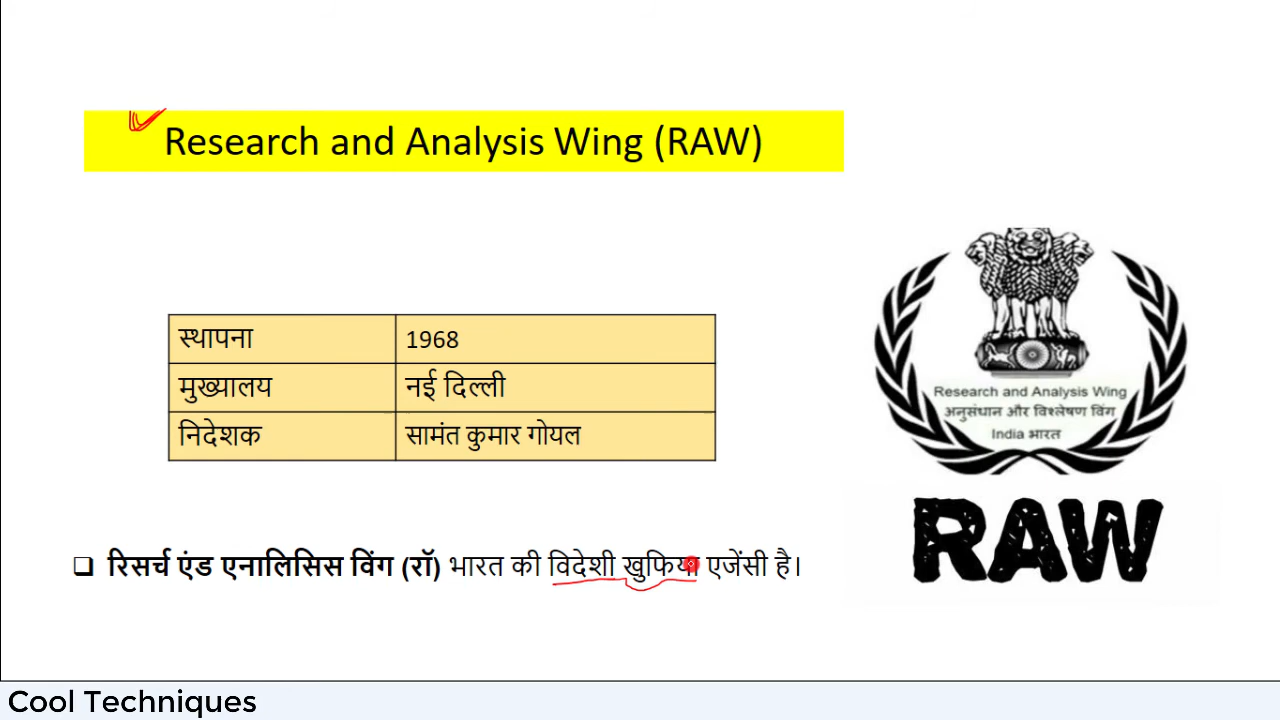 Research and Analysis Wing (RAW)
स्थापना 1968
मुख्यालय नई दिल्ली
निदेशक सामंत कुमार गोयल
Research and Analysis Wing
अनुसंधान और विश्लेषण विंग
India भारत
RAW
रिसर्च एंड एनालिसिस विंग (रॉ) भारत की विदेशी खुफिया एजेंसी है।
Cool Techniques